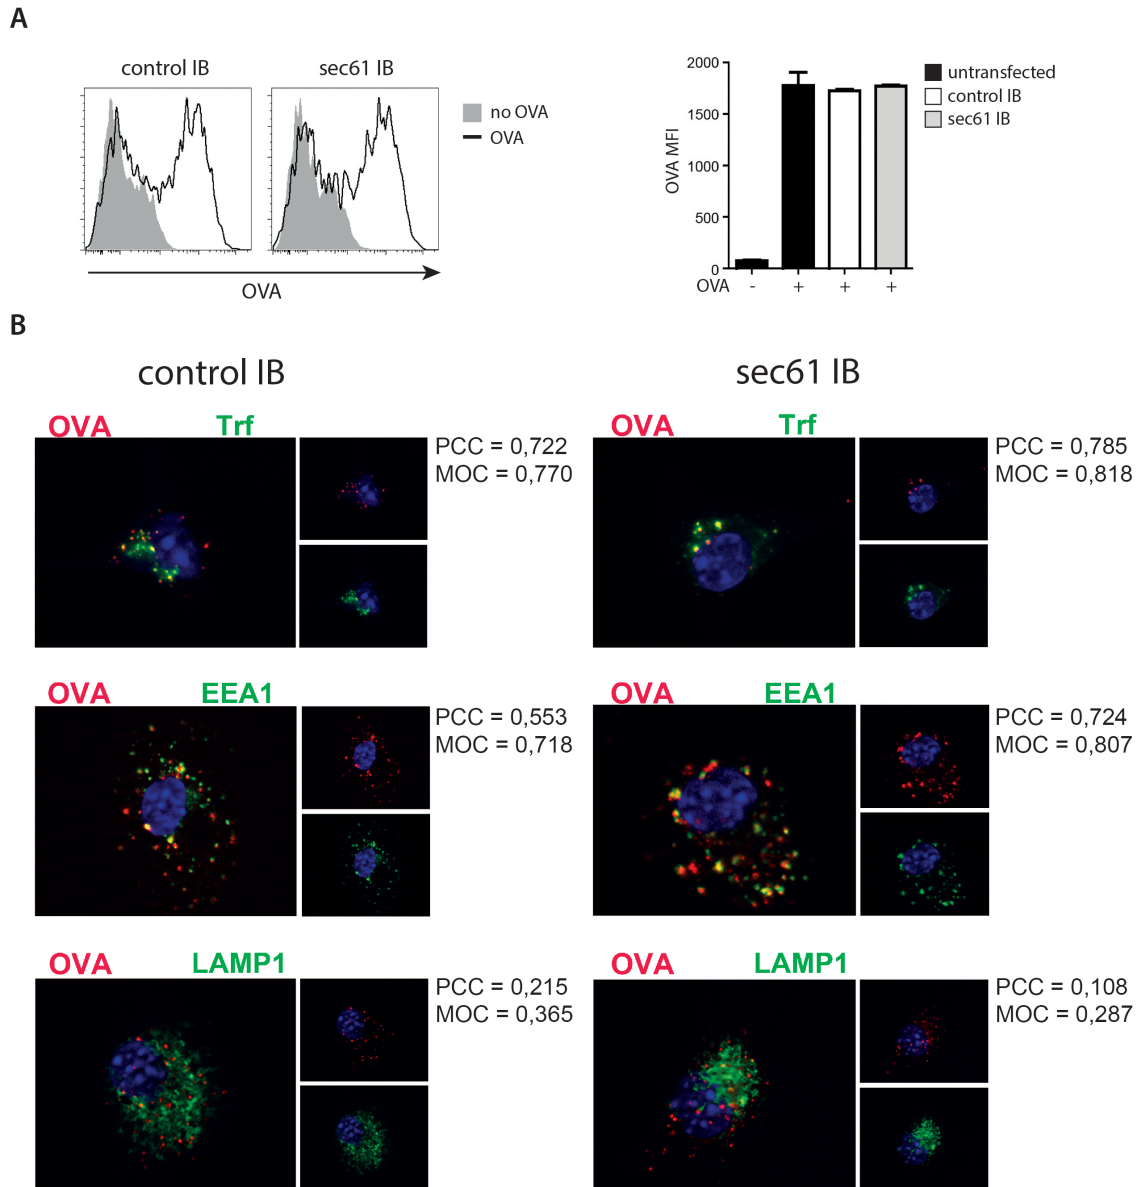 A
control IB
sec61 IB
no OVA
OVA
OVA
2000
1500
1000
500
0
OVA MFI
OVA - + + +
untransfected
control IB
sec61 IB
B
control IB
sec61 IB
OVA Trf
PCC = 0,722
MOC = 0,770
OVA Trf
PCC = 0,785
MOC = 0,818
OVA EEA1
PCC = 0,553
MOC = 0,718
OVA EEA1
PCC = 0,724
MOC = 0,807
OVA LAMP1
PCC = 0,215
MOC = 0,365
OVA LAMP1
PCC = 0,108
MOC = 0,287